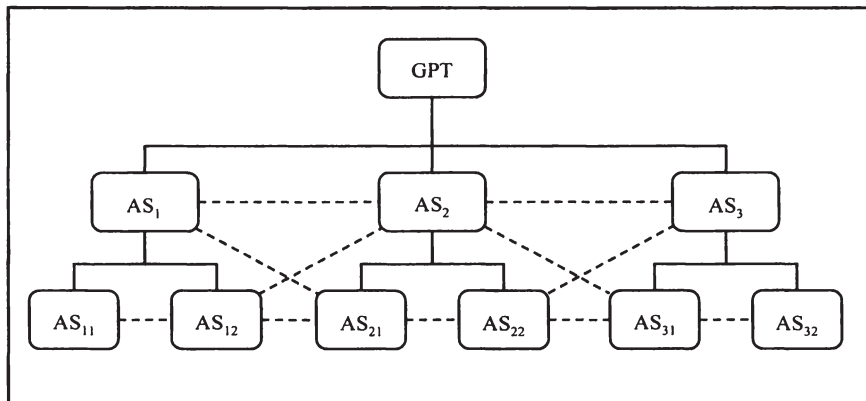 GPT
AS₁ AS₂ AS₃
AS₁₁ AS₁₂ AS₂₁ AS₂₂ AS₃₁ AS₃₂